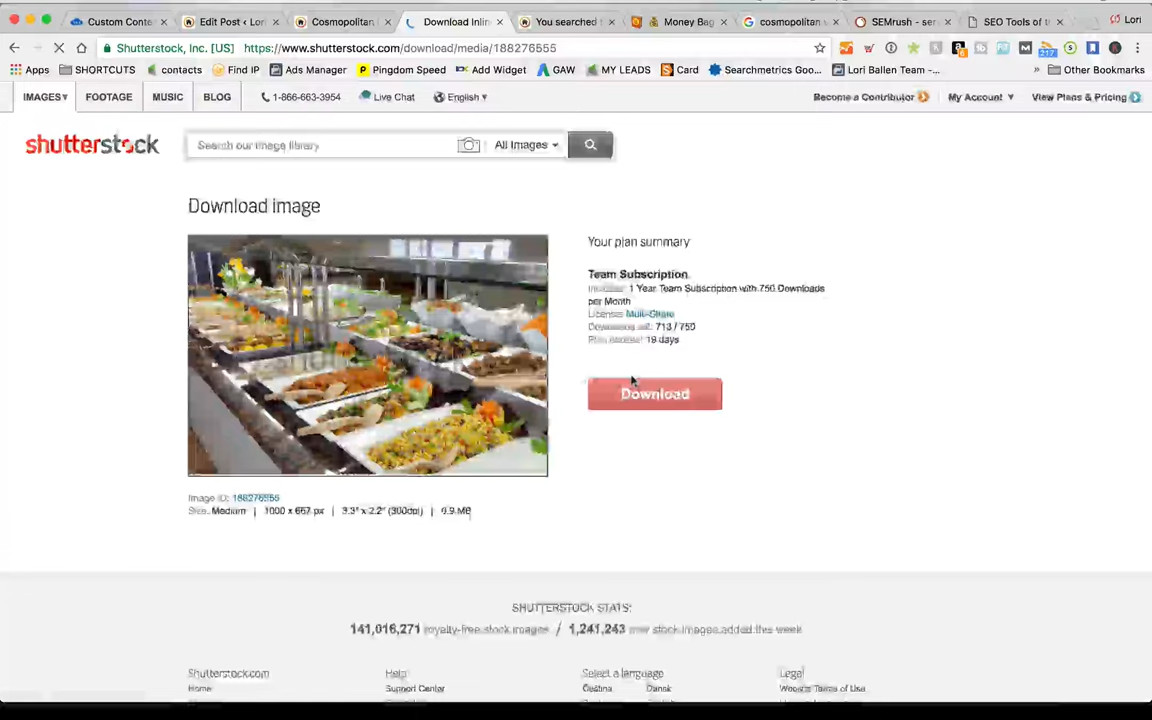 Custom Conte
Edit Post < Lori
Cosmopolitan
Download Inlin
You searched f
Money Bag
cosmopolitan v
SEMrush - ser
SEO Tools of t
Lori
Shutterstock, Inc. [US] https://www.shutterstock.com/download/media/188276555
Apps SHORTCUTS contacts Find IP Ads Manager Pingdom Speed Add Widget GAW MY LEADS Card Searchmetrics Goo... Lori Ballen Team -... » Other Bookmarks
IMAGES FOOTAGE MUSIC BLOG 1-866-663-3954 Live Chat English Become a Contributor My Account View Plans & Pricing
shutterstock Search our image library All Images
Download image
Your plan summary
Team Subscription
1 Year Team Subscription with 750 Downloads
per Month
License: Multi-Share
713 / 750
19 days
Download
Image ID: 188276555
Size: Medium | 1000 x 667 px | 3.3" x 2.2" (300dpi) | 0.9 MB
SHUTTERSTOCK STATS:
141,016,271 royalty-free stock images / 1,241,243 new stock images added this week
Shutterstock.com Help Select a language Legal
Home Support Center Čeština Dansk Website Terms of Use